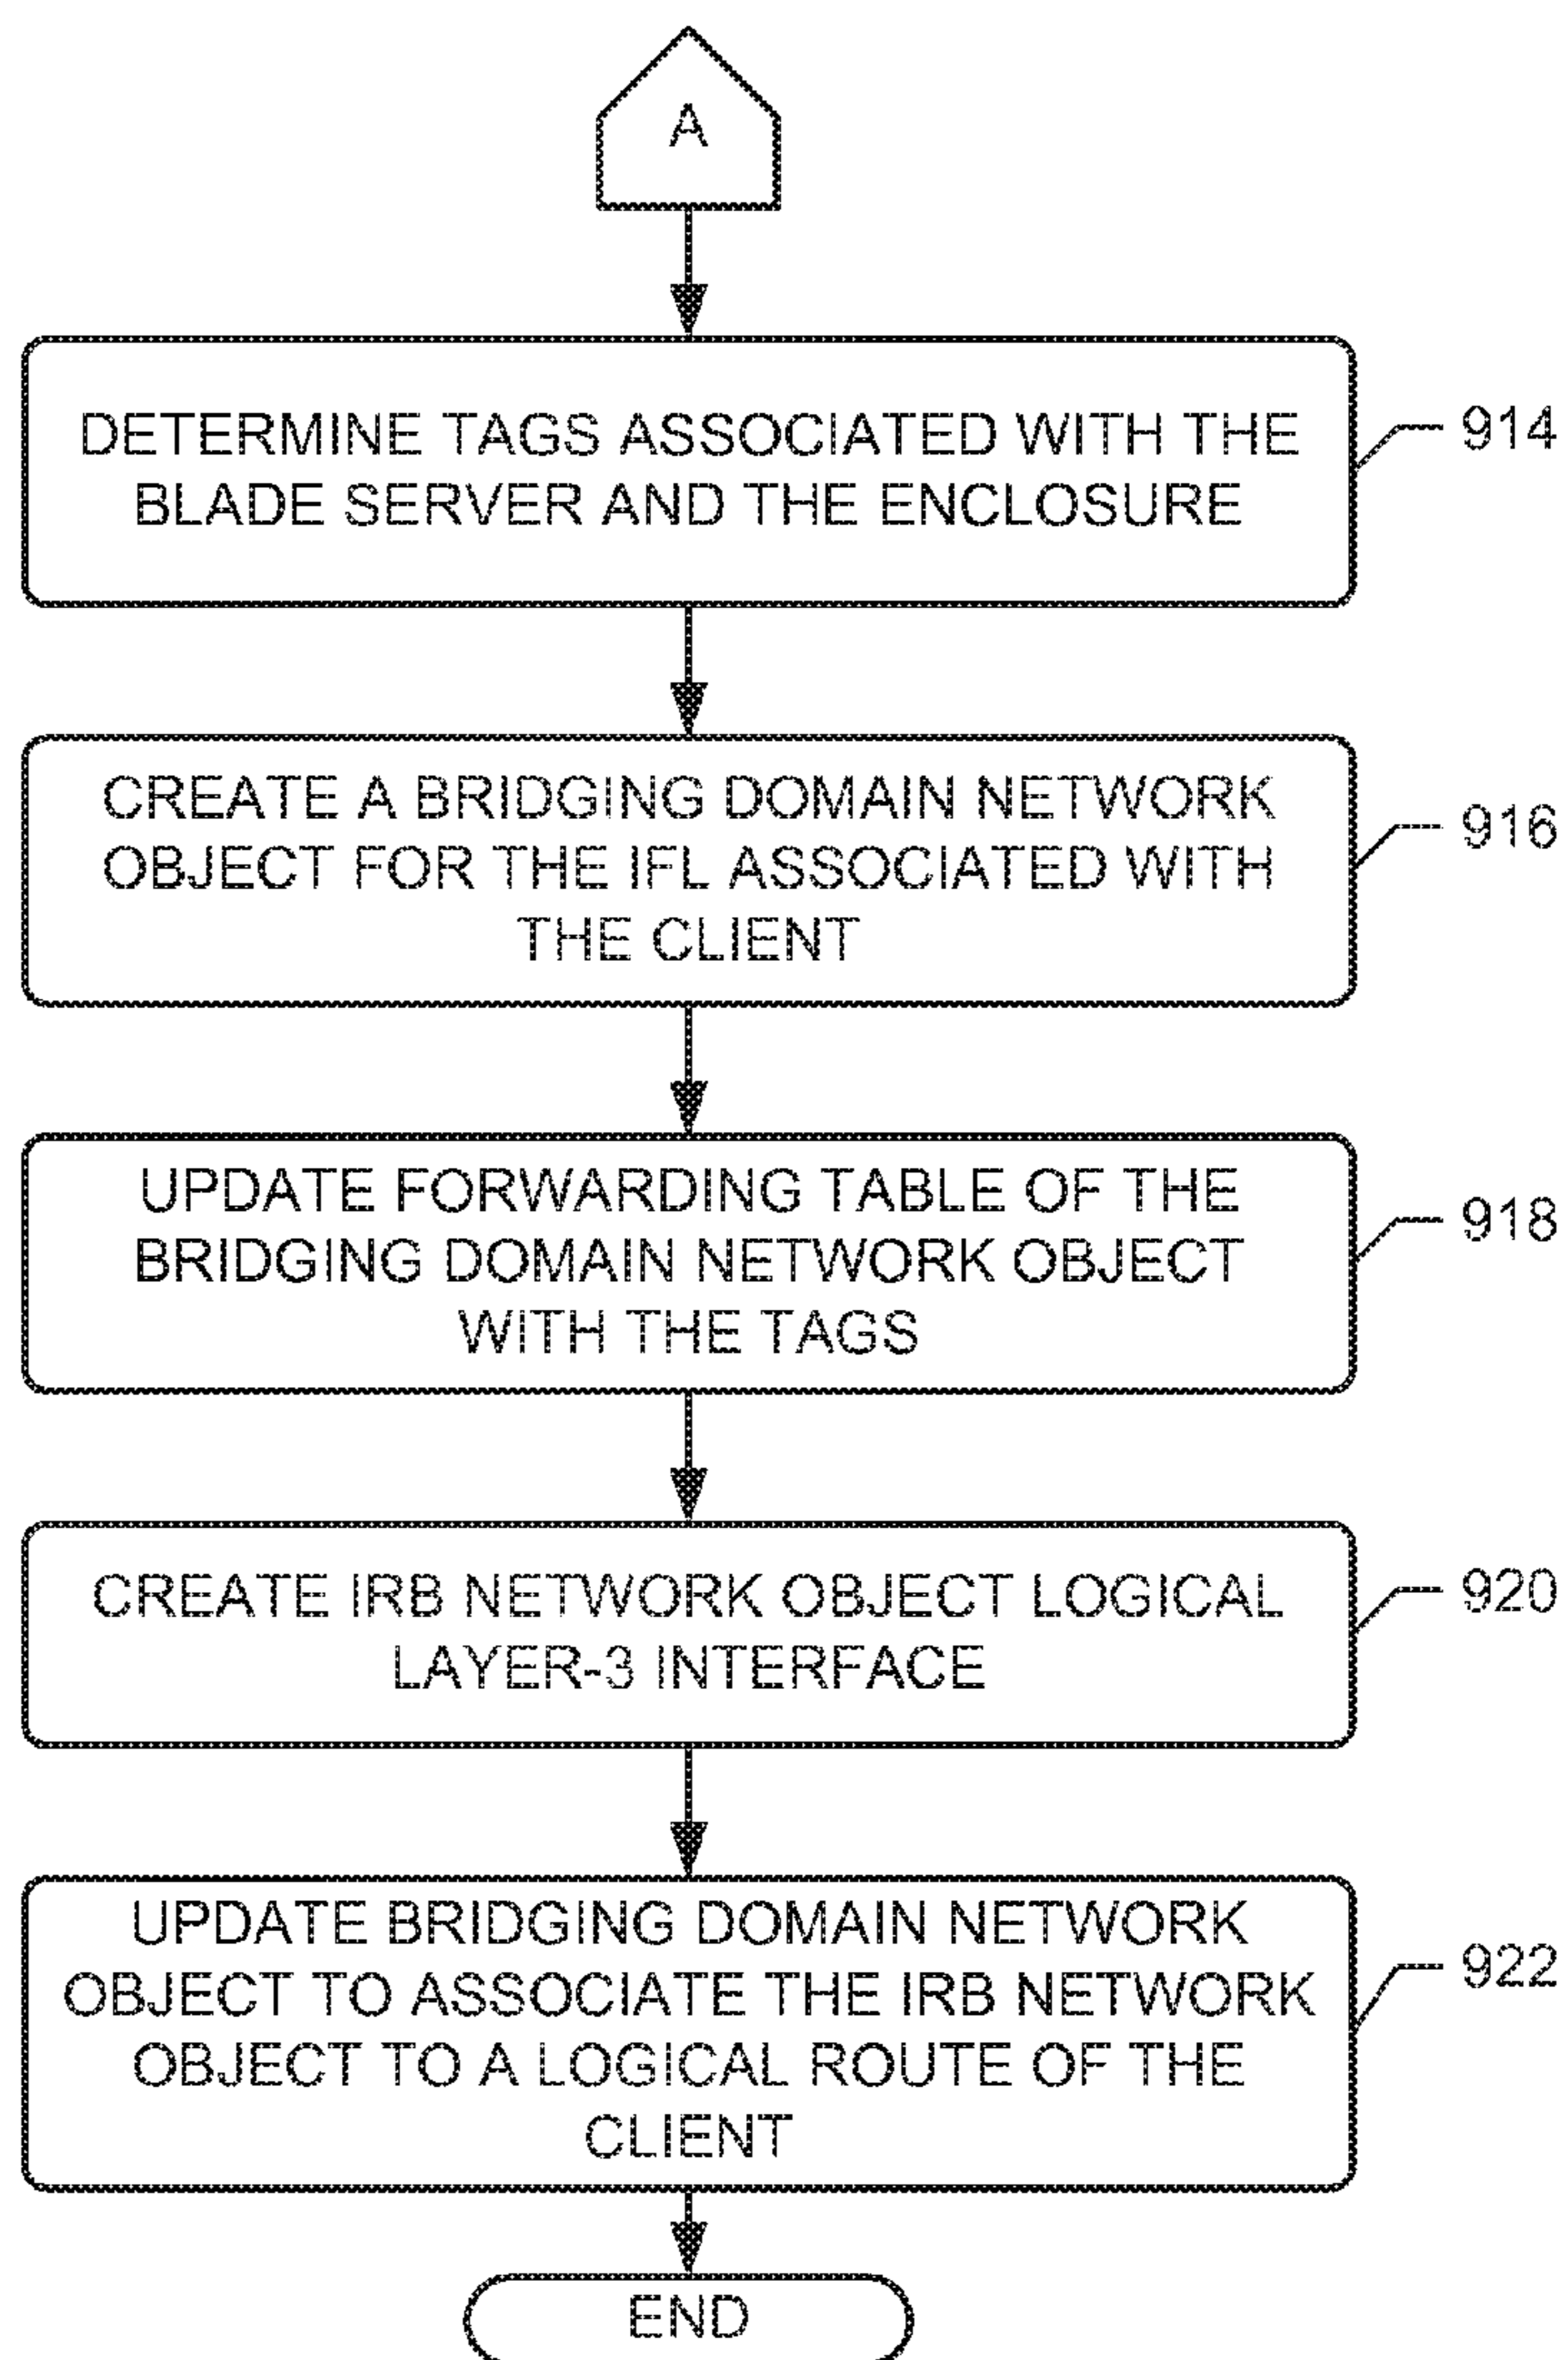 A
DETERMINE TAGS ASSOCIATED WITH THE
BLADE SERVER AND THE ENCLOSURE
914
CREATE A BRIDGING DOMAIN NETWORK
OBJECT FOR THE IFL ASSOCIATED WITH
THE CLIENT
916
UPDATE FORWARDING TABLE OF THE
BRIDGING DOMAIN NETWORK OBJECT
WITH THE TAGS
918
CREATE IRB NETWORK OBJECT LOGICAL
LAYER-3 INTERFACE
920
UPDATE BRIDGING DOMAIN NETWORK
OBJECT TO ASSOCIATE THE IRB NETWORK
OBJECT TO A LOGICAL ROUTE OF THE
CLIENT
922
END